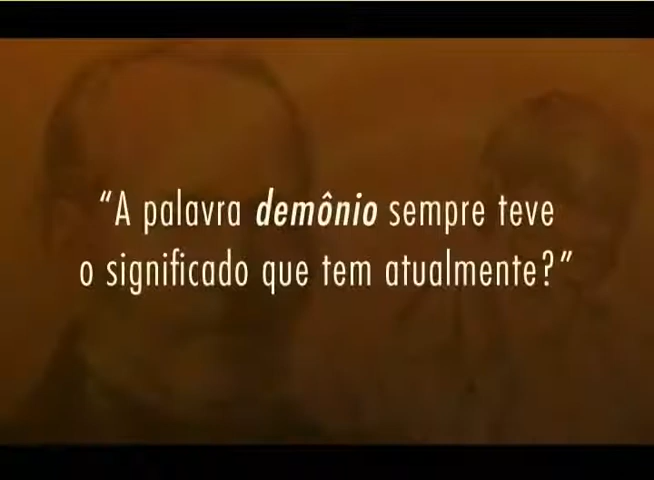 “A palavra demônio sempre teve
o significado que tem atualmente?”